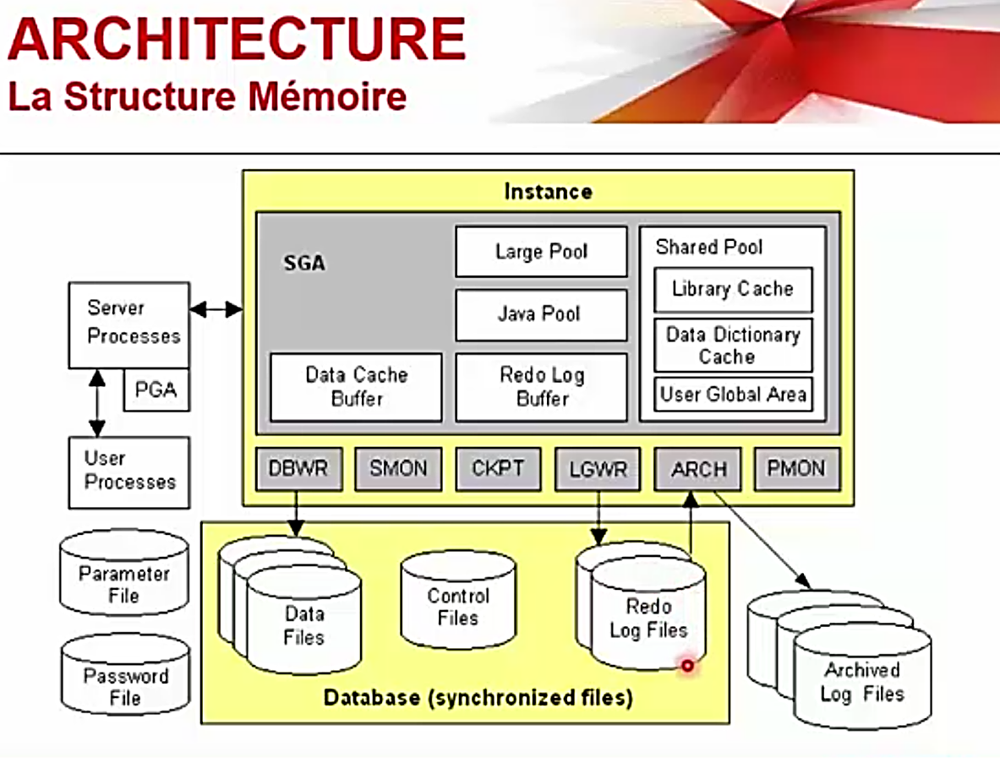 ARCHITECTURE
La Structure Mémoire
Instance
SGA
Large Pool
Java Pool
Data Cache
Buffer
Redo Log
Buffer
Shared Pool
Library Cache
Data Dictionary
Cache
User Global Area
Server
Processes
PGA
User
Processes
DBWR
SMON
CKPT
LGWR
ARCH
PMON
Parameter
File
Password
File
Data
Files
Control
Files
Redo
Log Files
Database (synchronized files)
Archived
Log Files